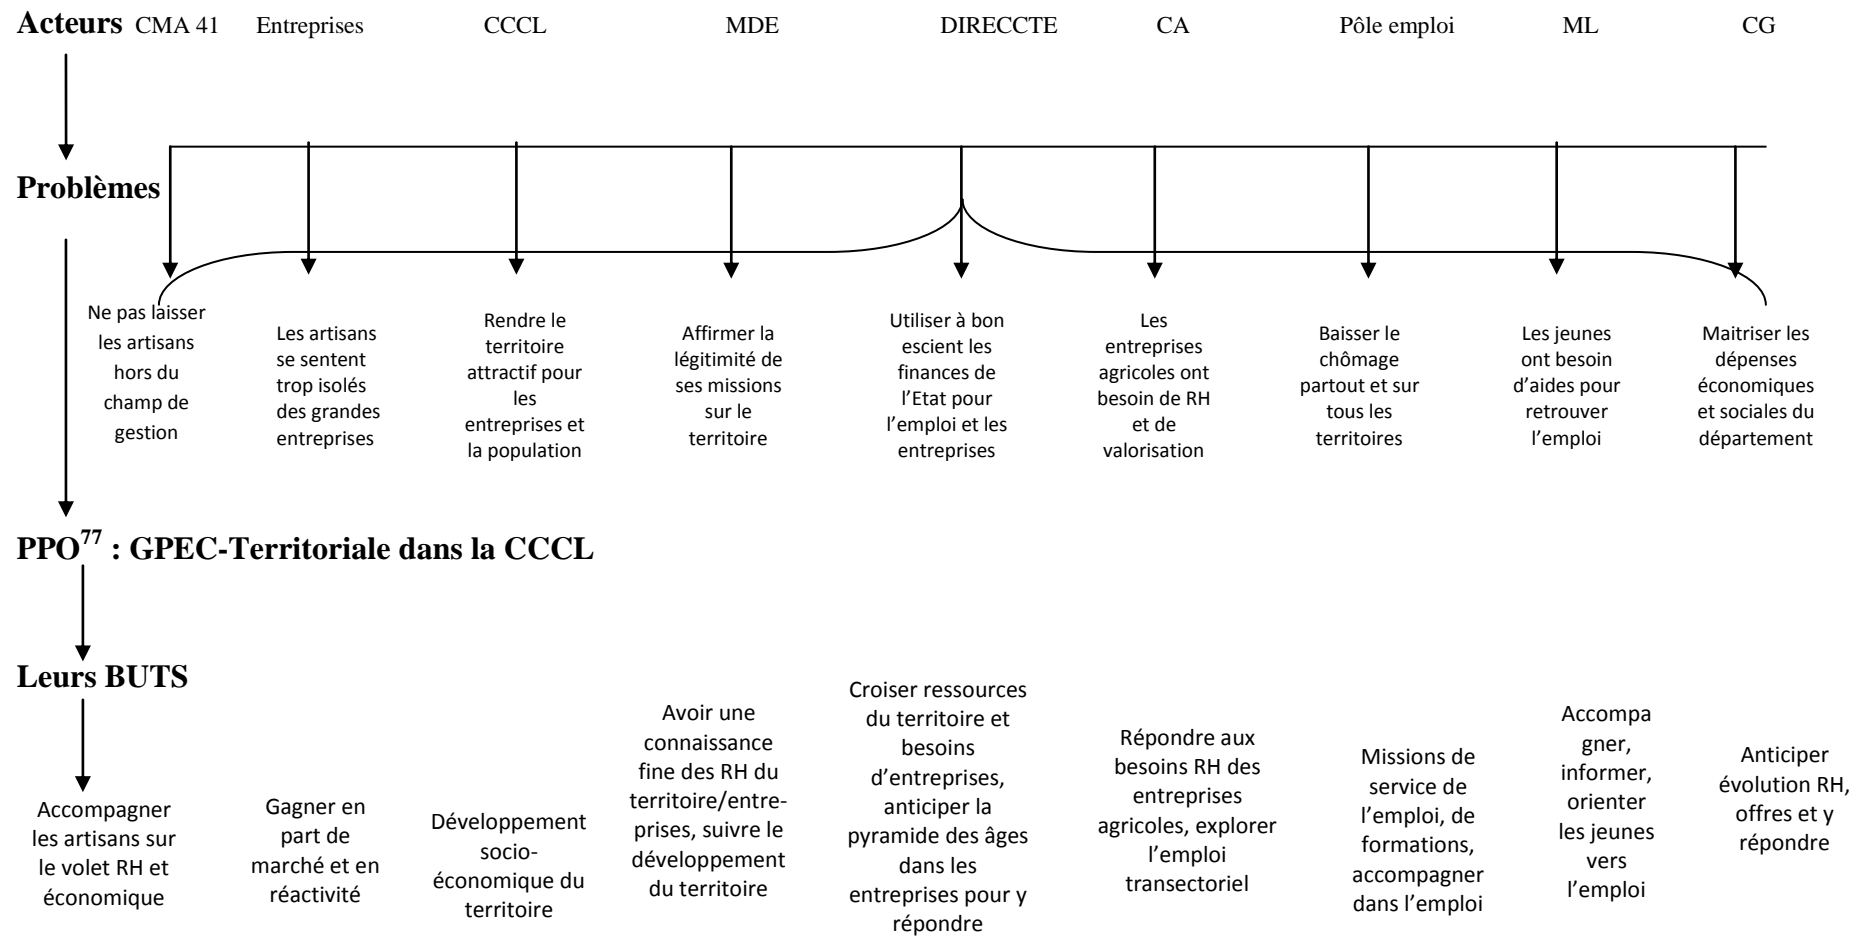 Acteurs CMA 41 Entreprises CCCL MDE DIRECCTE CA Pôle emploi ML CG
Problèmes
Ne pas laisser
les artisans
hors du
champ de
gestion
Les artisans
se sentent
trop isolés
des grandes
entreprises
Rendre le
territoire
attractif pour
les
entreprises et
la population
Affirmer la
légitimité de
ses missions
sur le
territoire
Utiliser à bon
escient les
finances de
l’Etat pour
l’emploi et les
entreprises
Les
entreprises
agricoles ont
besoin de RH
et de
valorisation
Baisser le
chômage
partout et sur
tous les
territoires
Les jeunes
ont besoin
d’aides pour
retrouver
l’emploi
Maitriser les
dépenses
économiques
et sociales du
département
PPO77 : GPEC-Territoriale dans la CCCL
Leurs BUTS
Accompagner
les artisans sur
le volet RH et
économique
Gagner en
part de
marché et en
réactivité
Développement
socio-
économique du
territoire
Avoir une
connaissance
fine des RH du
territoire/entre-
prises, suivre le
développement
du territoire
Croiser ressources
du territoire et
besoins
d’entreprises,
anticiper la
pyramide des âges
dans les
entreprises pour y
répondre
Répondre aux
besoins RH des
entreprises
agricoles, explorer
l’emploi
transectoriel
Missions de
service de
l’emploi, de
formations,
accompagner
dans l’emploi
Accompa
gner,
informer,
orienter
les jeunes
vers
l’emploi
Anticiper
évolution RH,
offres et y
répondre